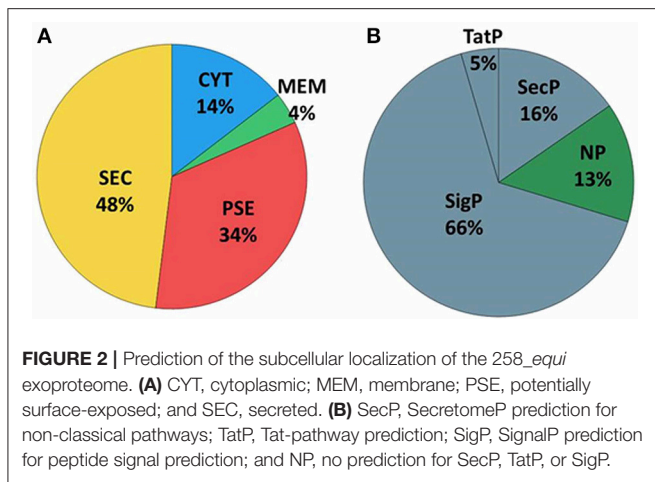 A
CYT
14%
MEM
4%
SEC
48%
PSE
34%
B
TatP
5%
SecP
16%
NP
13%
SigP
66%
FIGURE 2 | Prediction of the subcellular localization of the 258_equi
exoproteome. (A) CYT, cytoplasmic; MEM, membrane; PSE, potentially
surface-exposed; and SEC, secreted. (B) SecP, SecretomeP prediction for
non-classical pathways; TatP, Tat-pathway prediction; SigP, SignalP prediction
for peptide signal prediction; and NP, no prediction for SecP, TatP, or SigP.